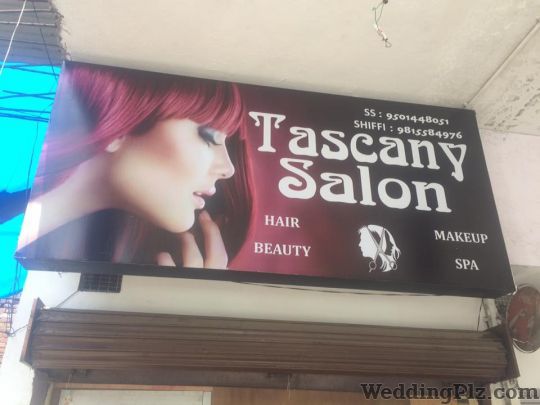 SS : 9501448051
SHIFFI : 9815584976
Tascany
Salon
HAIR
BEAUTY
MAKEUP
SPA
WeddingPlz.com